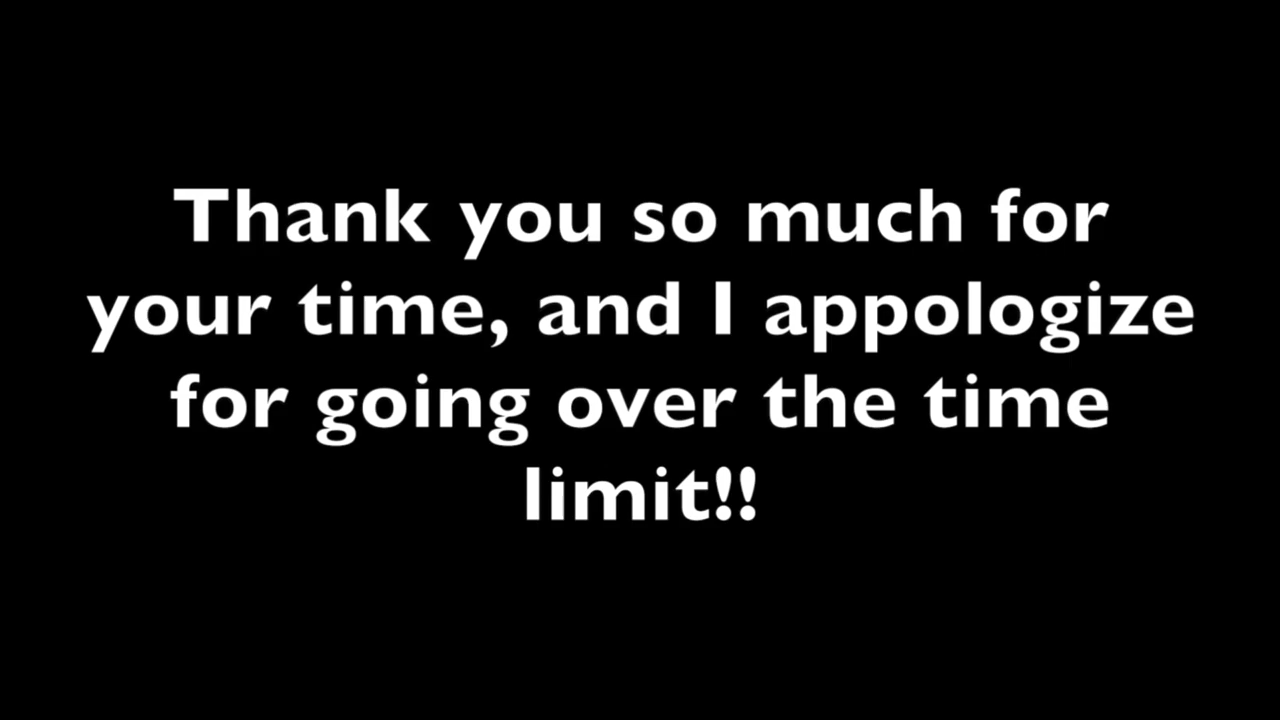 Thank you so much for
your time, and I appologize
for going over the time
limit!!